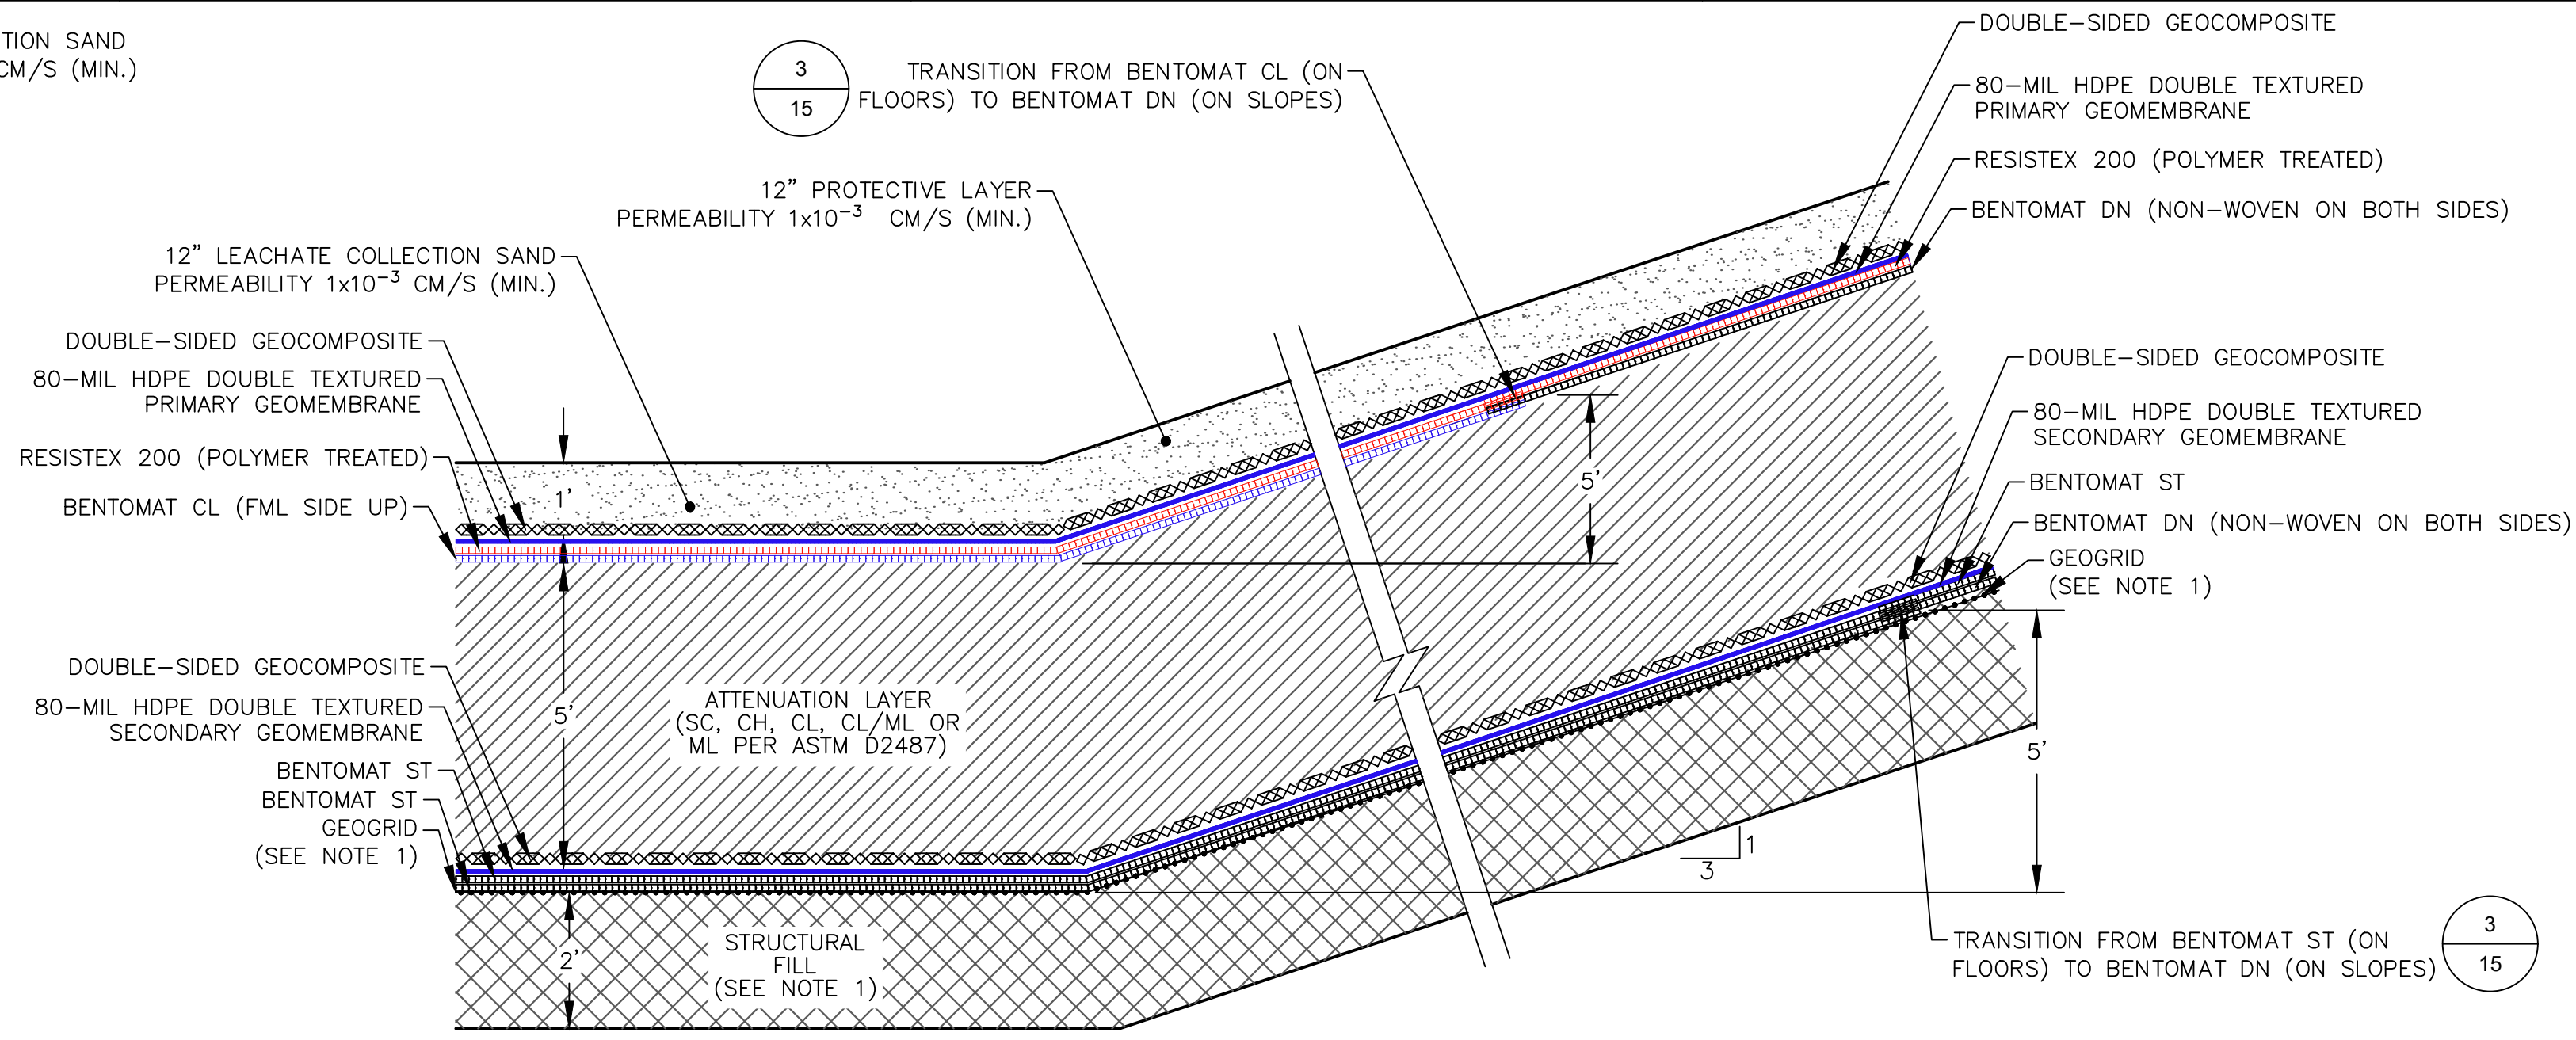 TION SAND
CM/S (MIN.)
3
15
TRANSITION FROM BENTOMAT CL (ON
FLOORS) TO BENTOMAT DN (ON SLOPES)
12" PROTECTIVE LAYER
PERMEABILITY 1x10⁻³ CM/S (MIN.)
12" LEACHATE COLLECTION SAND
PERMEABILITY 1x10⁻³ CM/S (MIN.)
DOUBLE-SIDED GEOCOMPOSITE
80-MIL HDPE DOUBLE TEXTURED
PRIMARY GEOMEMBRANE
RESISTEX 200 (POLYMER TREATED)
BENTOMAT CL (FML SIDE UP)
1'
DOUBLE-SIDED GEOCOMPOSITE
80-MIL HDPE DOUBLE TEXTURED
SECONDARY GEOMEMBRANE
BENTOMAT ST
BENTOMAT ST
GEOGRID
(SEE NOTE 1)
5'
ATTENUATION LAYER
(SC, CH, CL, CL/ML OR
ML PER ASTM D2487)
2'
STRUCTURAL
FILL
(SEE NOTE 1)
DOUBLE-SIDED GEOCOMPOSITE
80-MIL HDPE DOUBLE TEXTURED
PRIMARY GEOMEMBRANE
RESISTEX 200 (POLYMER TREATED)
BENTOMAT DN (NON-WOVEN ON BOTH SIDES)
5'
DOUBLE-SIDED GEOCOMPOSITE
80-MIL HDPE DOUBLE TEXTURED
SECONDARY GEOMEMBRANE
BENTOMAT ST
BENTOMAT DN (NON-WOVEN ON BOTH SIDES)
GEOGRID
(SEE NOTE 1)
5'
1
3
TRANSITION FROM BENTOMAT ST (ON
FLOORS) TO BENTOMAT DN (ON SLOPES)
3
15